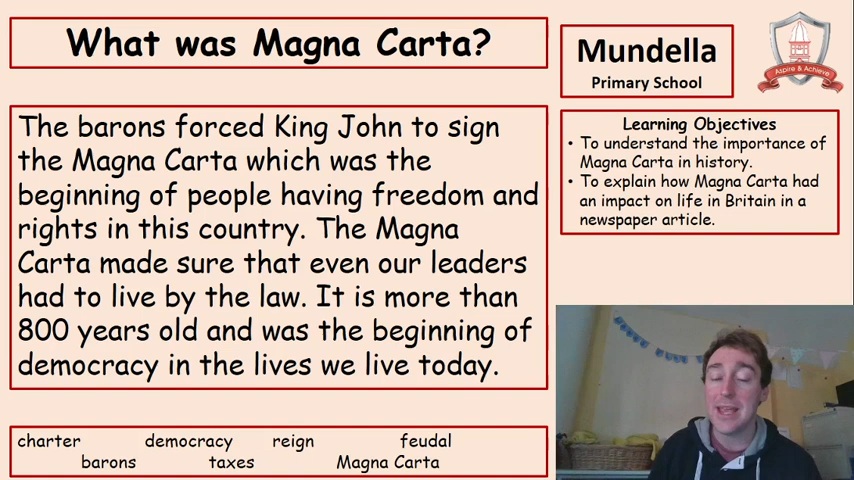 What was Magna Carta?
Mundella
Primary School
Aspire & Achieve
The barons forced King John to sign
the Magna Carta which was the
beginning of people having freedom and
rights in this country. The Magna
Carta made sure that even our leaders
had to live by the law. It is more than
800 years old and was the beginning of
democracy in the lives we live today.
Learning Objectives
• To understand the importance of
Magna Carta in history.
• To explain how Magna Carta had
an impact on life in Britain in a
newspaper article.
charter democracy reign feudal
barons taxes Magna Carta